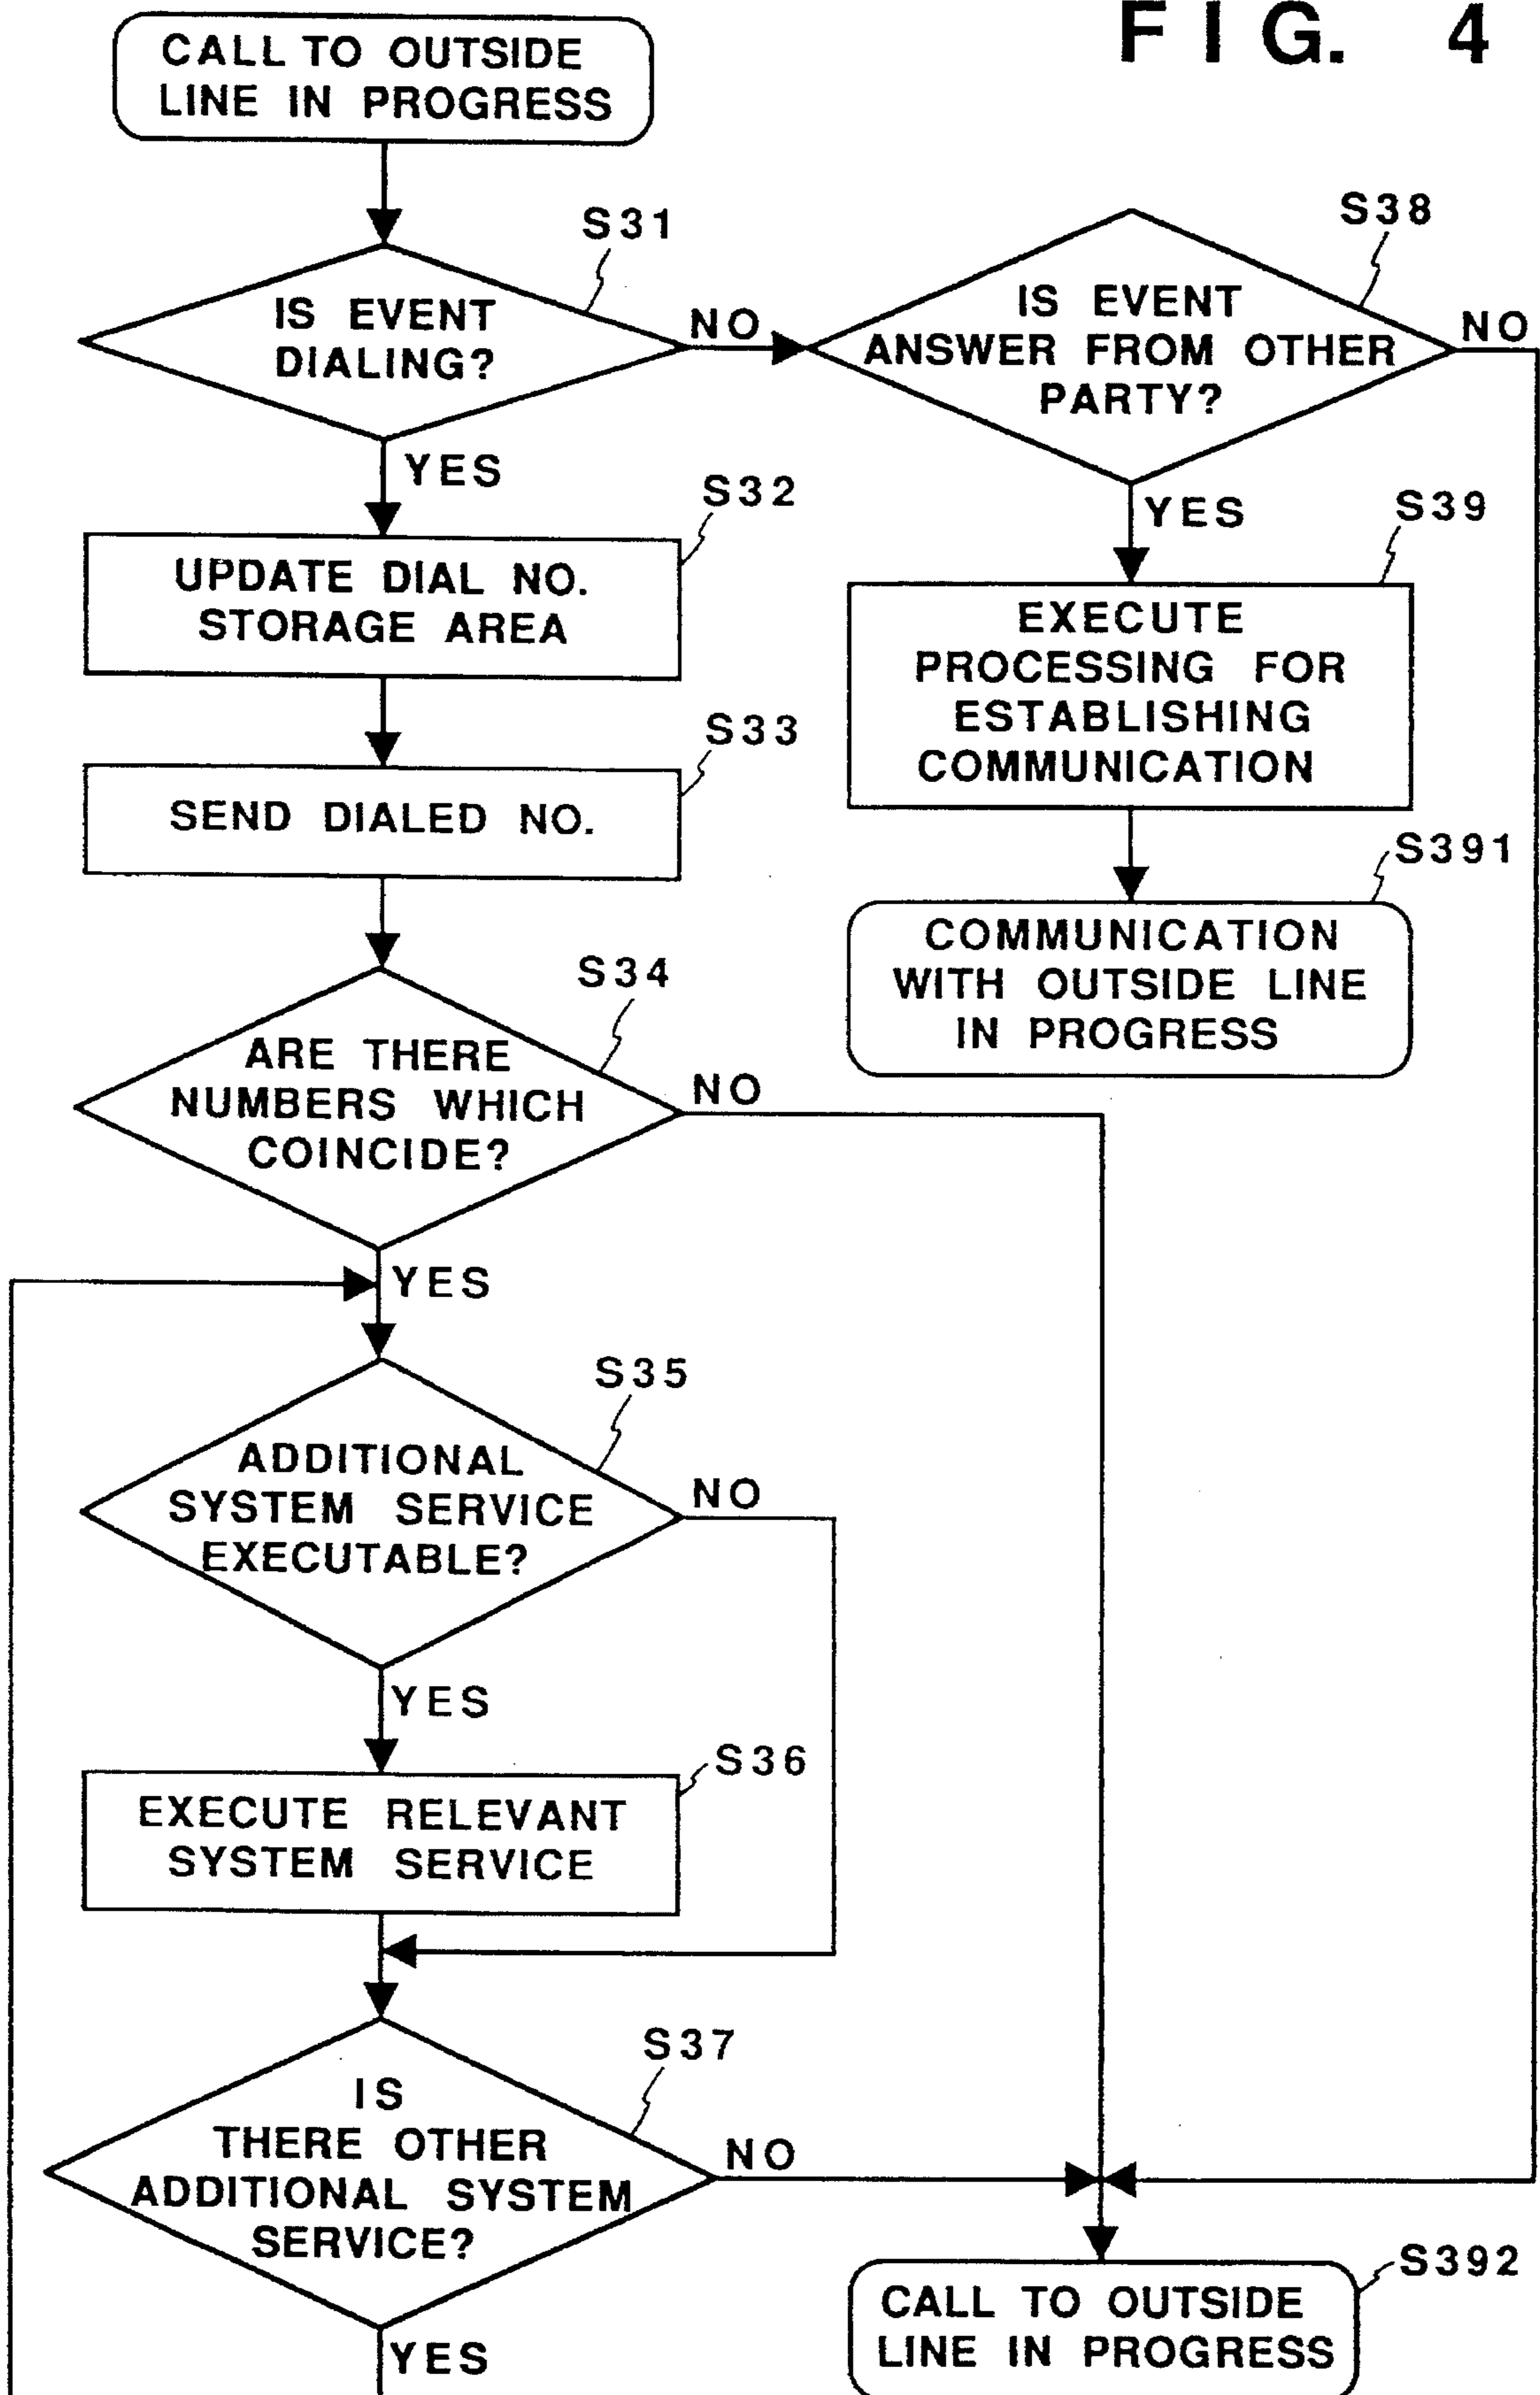 FIG. 4
CALL TO OUTSIDE
LINE IN PROGRESS
S31
IS EVENT
DIALING?
NO
YES
S38
IS EVENT
ANSWER FROM OTHER
PARTY?
NO
YES
S32
UPDATE DIAL NO.
STORAGE AREA
S39
EXECUTE
PROCESSING FOR
ESTABLISHING
COMMUNICATION
S33
SEND DIALED NO.
S391
COMMUNICATION
WITH OUTSIDE LINE
IN PROGRESS
S34
ARE THERE
NUMBERS WHICH
COINCIDE?
NO
YES
S35
ADDITIONAL
SYSTEM SERVICE
EXECUTABLE?
NO
YES
S36
EXECUTE RELEVANT
SYSTEM SERVICE
S37
IS
THERE OTHER
ADDITIONAL SYSTEM
SERVICE?
NO
YES
S392
CALL TO OUTSIDE
LINE IN PROGRESS